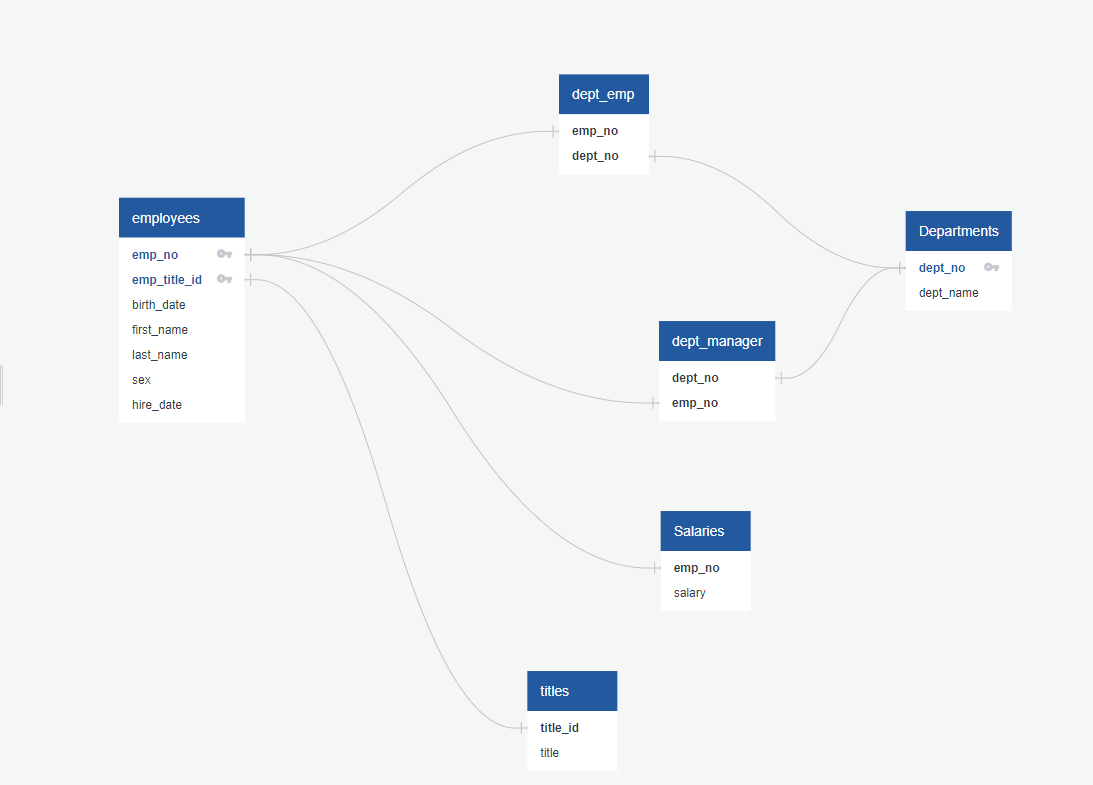 dept_emp
emp_no
dept_no
employees
emp_no
emp_title_id
birth_date
first_name
last_name
sex
hire_date
Departments
dept_no
dept_name
dept_manager
dept_no
emp_no
Salaries
emp_no
salary
titles
title_id
title